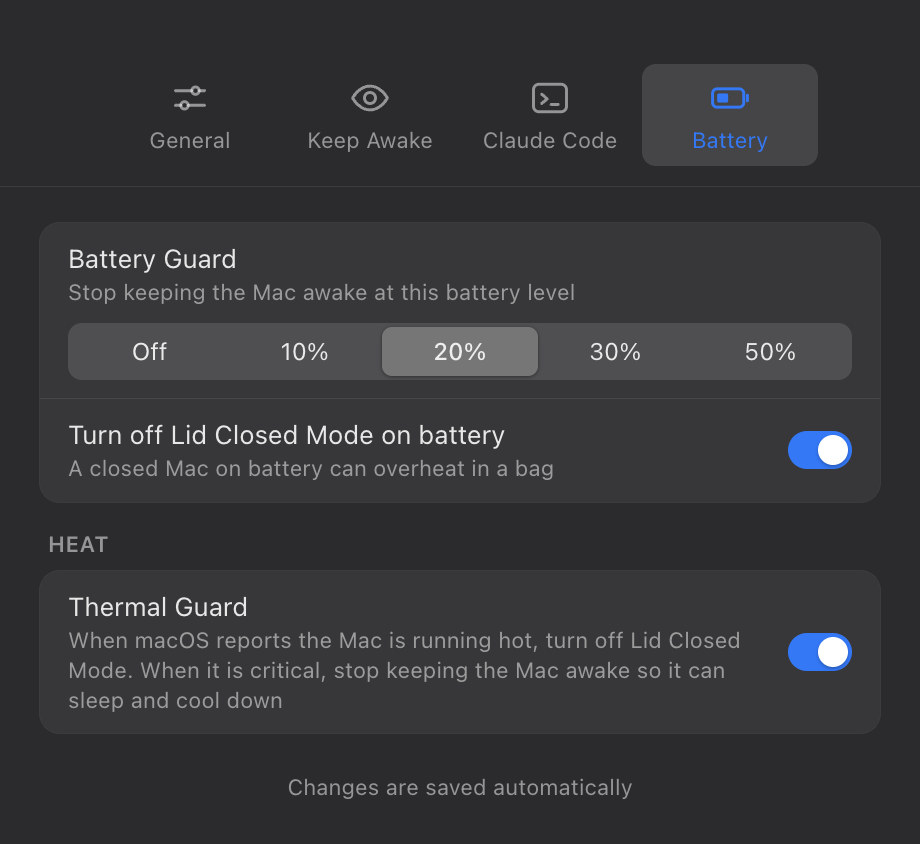 General
Keep Awake
Claude Code
Battery
Battery Guard
Stop keeping the Mac awake at this battery level
Off
10%
20%
30%
50%
Turn off Lid Closed Mode on battery
A closed Mac on battery can overheat in a bag
HEAT
Thermal Guard
When macOS reports the Mac is running hot, turn off Lid Closed
Mode. When it is critical, stop keeping the Mac awake so it can
sleep and cool down
Changes are saved automatically